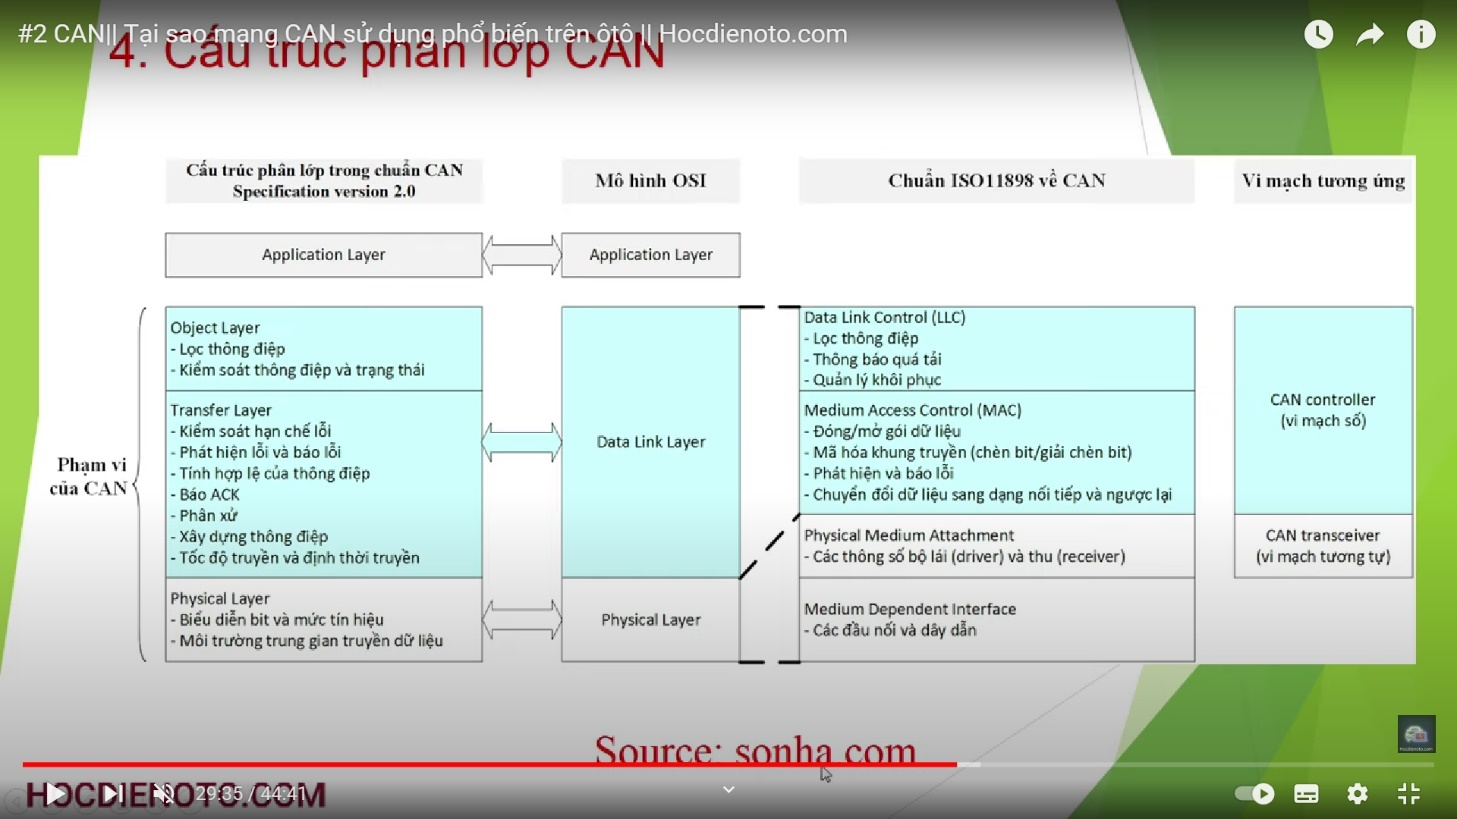 #2 CAN|| Tại sao mạng CAN sử dụng phổ biến trên ôtô || Hocdienoto.com
4. Cấu trúc phân lớp CAN
Cấu trúc phân lớp trong chuẩn CAN
Specification version 2.0
Mô hình OSI
Chuẩn ISO11898 về CAN
Vi mạch tương ứng
Application Layer
Application Layer
Phạm vi
của CAN
Object Layer
- Lọc thông điệp
- Kiểm soát thông điệp và trạng thái
Transfer Layer
- Kiểm soát hạn chế lỗi
- Phát hiện lỗi và báo lỗi
- Tính hợp lệ của thông điệp
- Báo ACK
- Phân xử
- Xây dựng thông điệp
- Tốc độ truyền và định thời truyền
Physical Layer
- Biểu diễn bit và mức tín hiệu
- Môi trường trung gian truyền dữ liệu
Data Link Layer
Physical Layer
Data Link Control (LLC)
- Lọc thông điệp
- Thông báo quá tải
- Quản lý khôi phục
Medium Access Control (MAC)
- Đóng/mở gói dữ liệu
- Mã hóa khung truyền (chèn bit/giải chèn bit)
- Phát hiện và báo lỗi
- Chuyển đổi dữ liệu sang dạng nối tiếp và ngược lại
Physical Medium Attachment
- Các thông số bộ lái (driver) và thu (receiver)
Medium Dependent Interface
- Các đầu nối và dây dẫn
CAN controller
(vi mạch số)
CAN transceiver
(vi mạch tương tự)
Source: sonha.com
HOCDIENOTO.COM
29:35 / 44:41